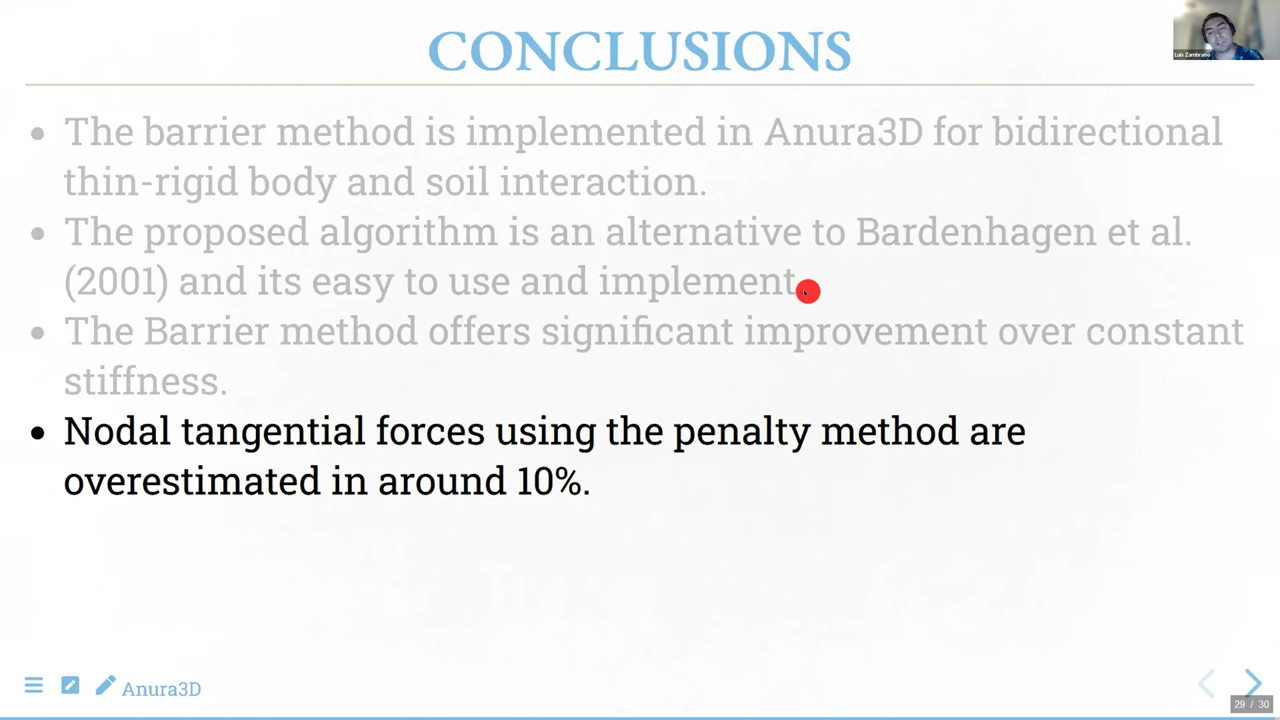 CONCLUSIONS
Luis Zambrano
• The barrier method is implemented in Anura3D for bidirectional
thin-rigid body and soil interaction.
• The proposed algorithm is an alternative to Bardenhagen et al.
(2001) and its easy to use and implement.
• The Barrier method offers significant improvement over constant
stiffness.
• Nodal tangential forces using the penalty method are
overestimated in around 10%.
Anura3D
29 / 30